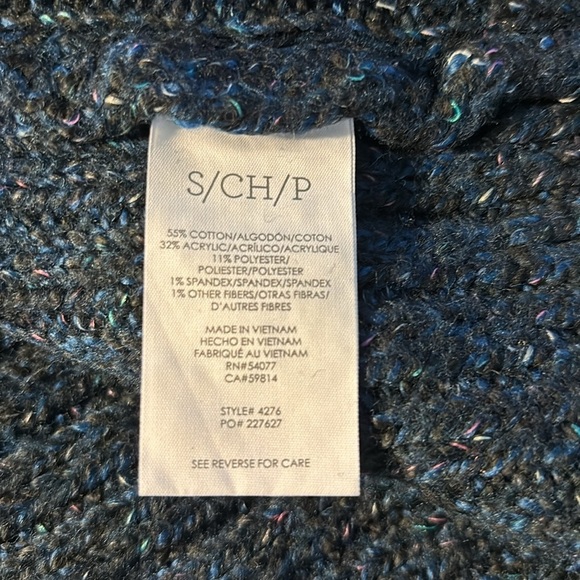 S/CH/P
55% COTTON/ALGODÓN/COTON
32% ACRYLIC/ACRÍLICO/ACRYLIQUE
11% POLYESTER/
POLIÉSTER/POLYESTER
1% SPANDEX/SPANDEX/SPANDEX
1% OTHER FIBERS/OTRAS FIBRAS/
D'AUTRES FIBRES
MADE IN VIETNAM
HECHO EN VIETNAM
FABRIQUÉ AU VIETNAM
RN#54077
CA#59814
STYLE# 4276
PO# 227627
SEE REVERSE FOR CARE